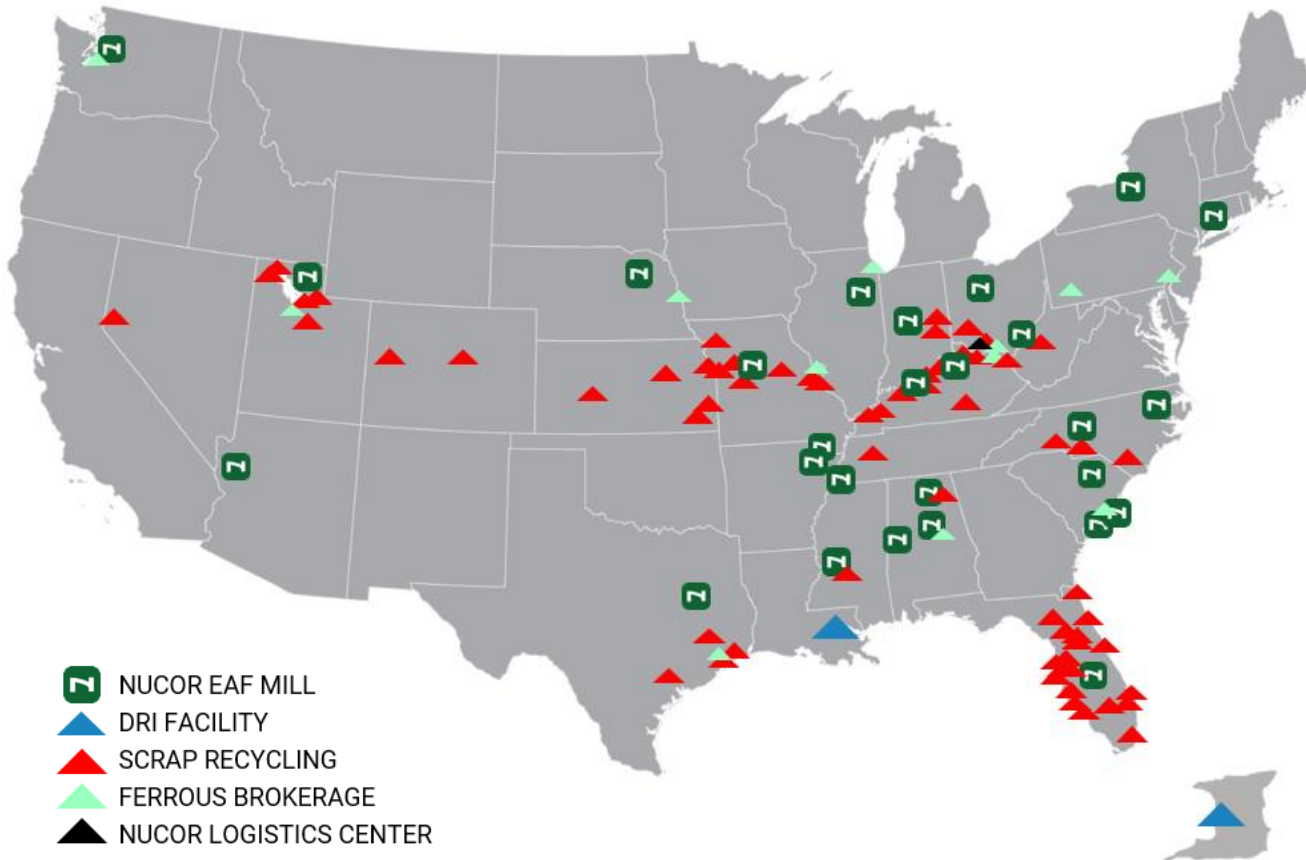 NUCOR EAF MILL
DRI FACILITY
SCRAP RECYCLING
FERROUS BROKERAGE
NUCOR LOGISTICS CENTER